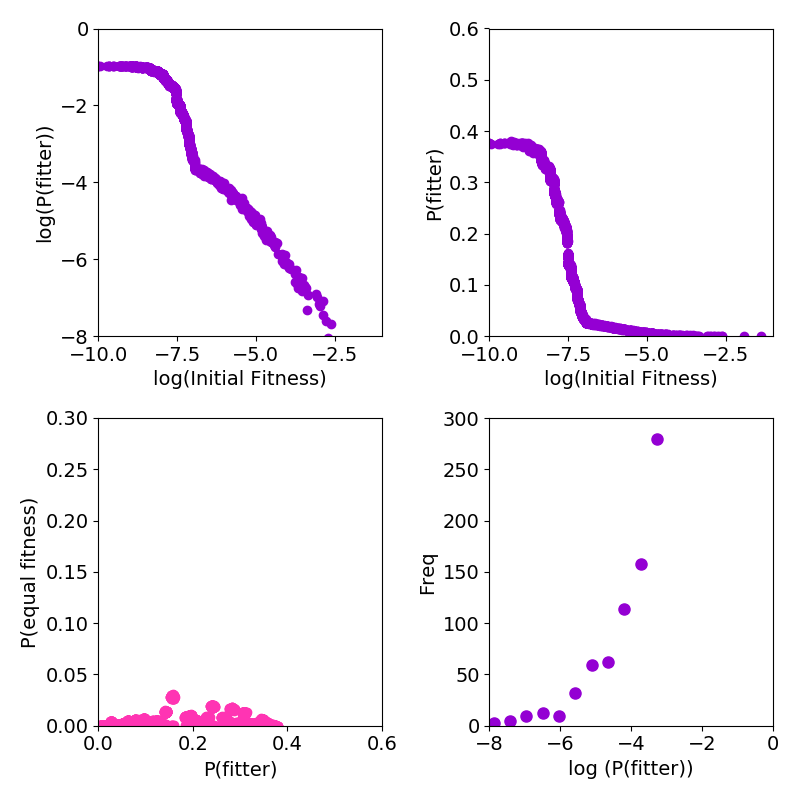 0
−2
−4
−6
−8
log(P(fitter))
−10.0 −7.5 −5.0 −2.5
log(Initial Fitness)
0.6
0.5
0.4
0.3
0.2
0.1
0.0
P(fitter)
−10.0 −7.5 −5.0 −2.5
log(Initial Fitness)
0.30
0.25
0.20
0.15
0.10
0.05
0.00
P(equal fitness)
0.0 0.2 0.4 0.6
P(fitter)
300
250
200
150
100
50
0
Freq
−8 −6 −4 −2 0
log (P(fitter))